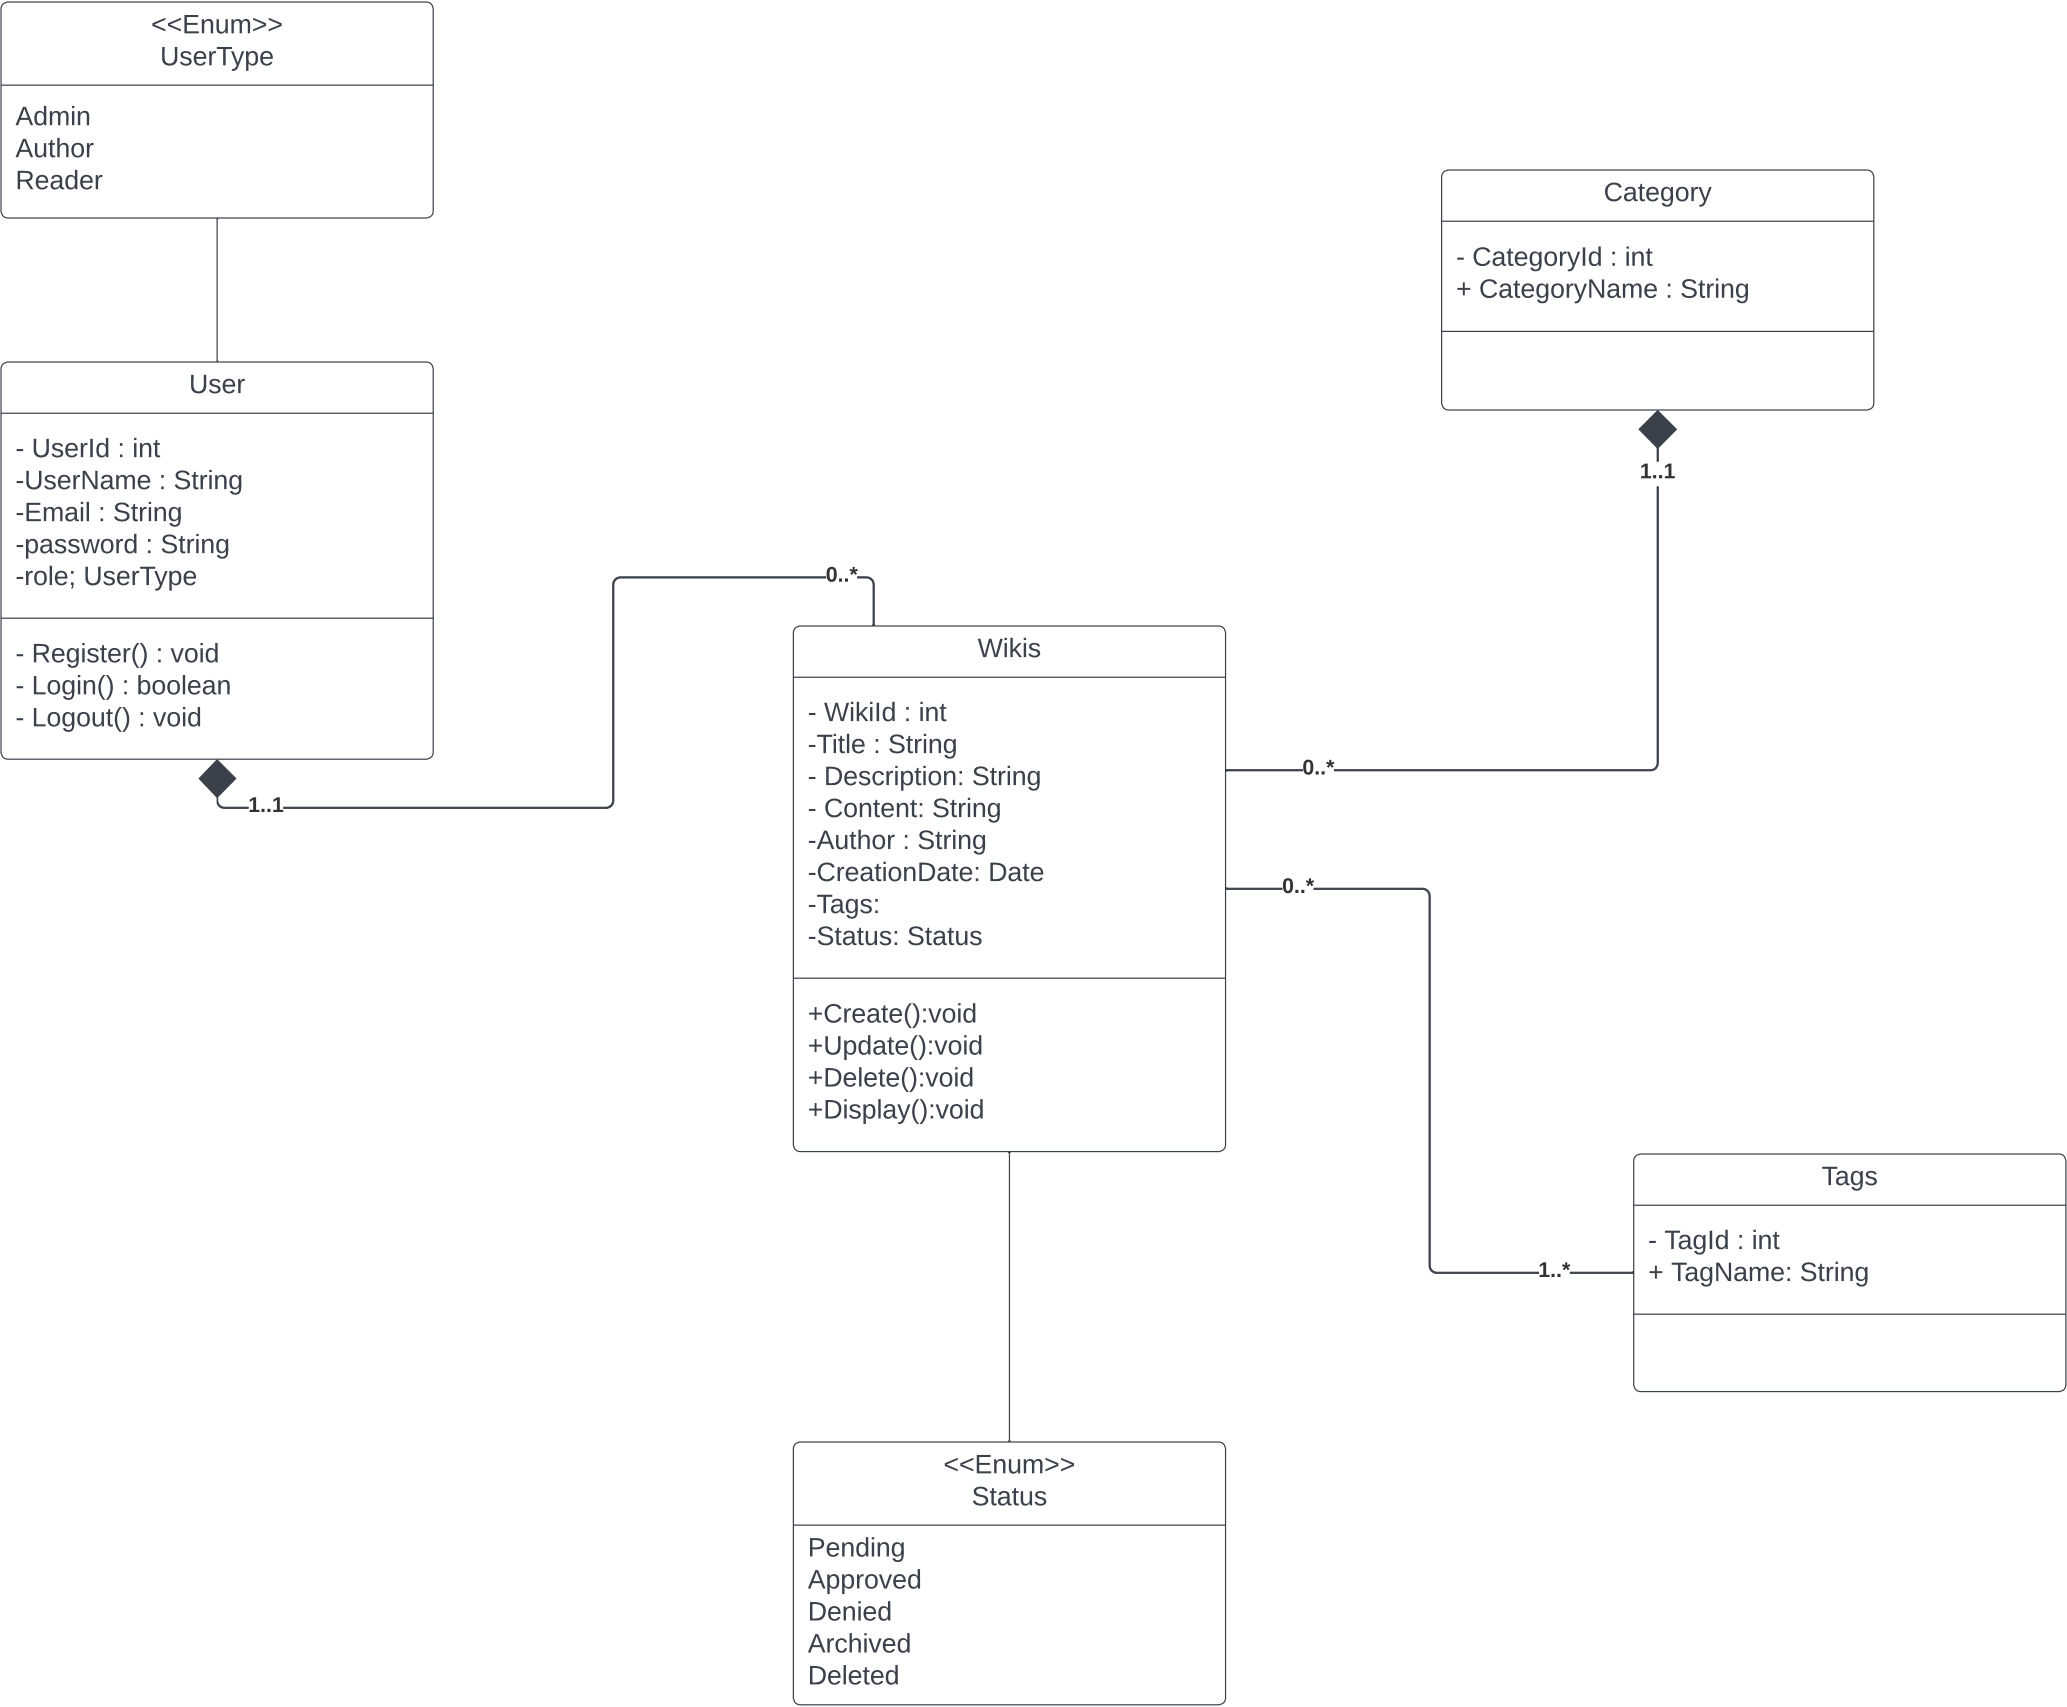 <<Enum>>
UserType
Admin
Author
Reader
User
- UserId : int
-UserName : String
-Email : String
-password : String
-role; UserType
- Register() : void
- Login() : boolean
- Logout() : void
1..1
0..*
Wikis
- WikiId : int
-Title : String
- Description: String
- Content: String
-Author : String
-CreationDate: Date
-Tags:
-Status: Status
+Create():void
+Update():void
+Delete():void
+Display():void
Category
- CategoryId : int
+ CategoryName : String
1..1
0..*
0..*
1..*
Tags
- TagId : int
+ TagName: String
<<Enum>>
Status
Pending
Approved
Denied
Archived
Deleted